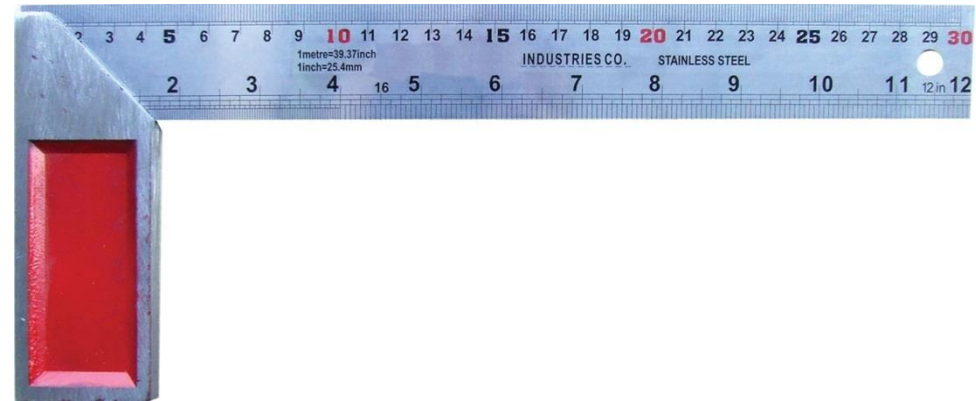 2 3 4 5 6 7 8 9 10 11 12 13 14 15 16 17 18 19 20 21 22 23 24 25 26 27 28 29 30
1metre=39.37inch
1inch=25.4mm
INDUSTRIES CO.
STAINLESS STEEL
2 3 4 16 5 6 7 8 9 10 11 12 in 12